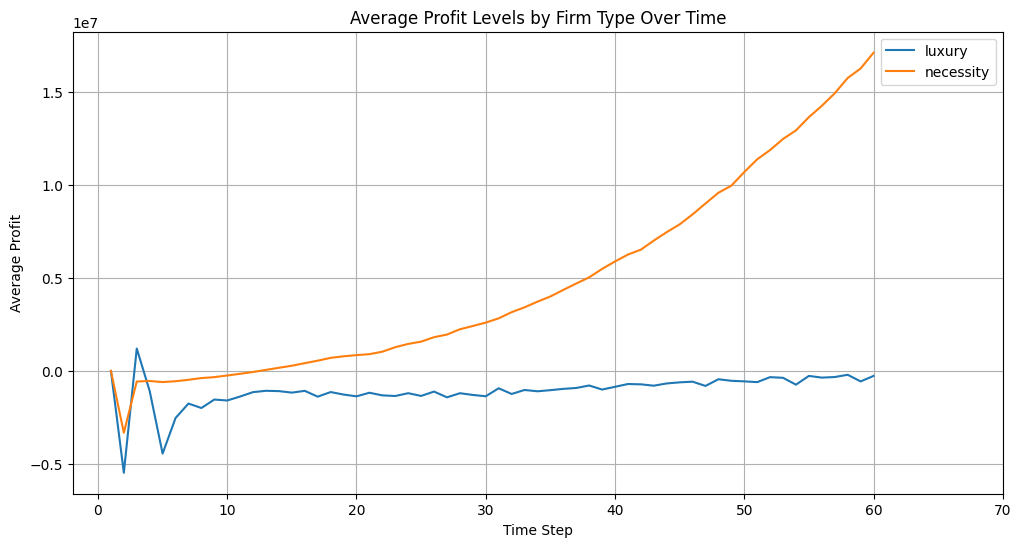 Average Profit Levels by Firm Type Over Time
1e7
luxury
necessity
1.5
1.0
0.5
0.0
−0.5
Average Profit
0 10 20 30 40 50 60 70
Time Step